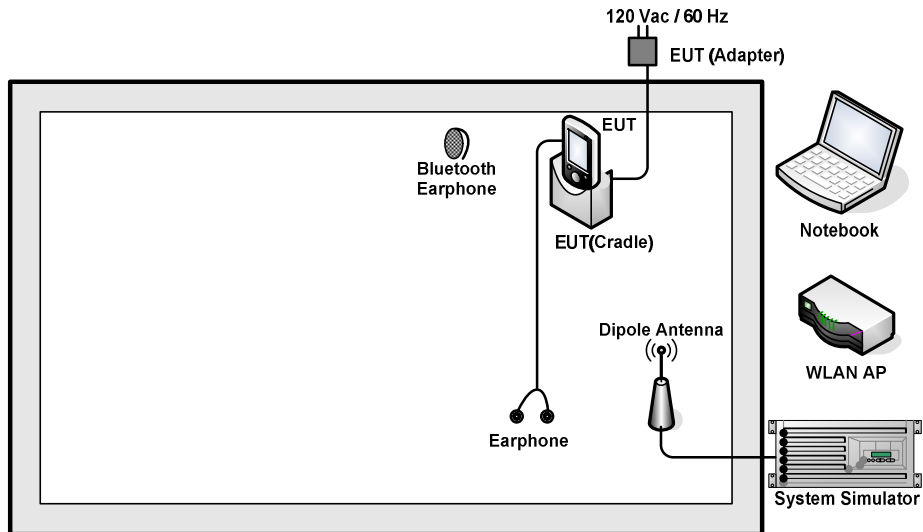 120 Vac / 60 Hz
EUT (Adapter)
EUT
Bluetooth
Earphone
EUT(Cradle)
Notebook
Dipole Antenna
WLAN AP
Earphone
System Simulator